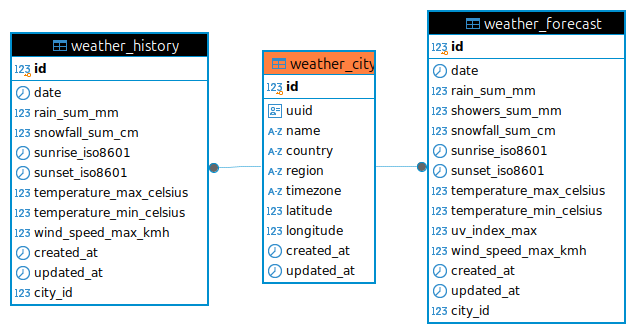 weather_history
123 id
date
123 rain_sum_mm
123 snowfall_sum_cm
sunrise_iso8601
sunset_iso8601
123 temperature_max_celsius
123 temperature_min_celsius
123 wind_speed_max_kmh
created_at
updated_at
123 city_id
weather_city
123 id
uuid
A-Z name
A-Z country
A-Z region
A-Z timezone
123 latitude
123 longitude
created_at
updated_at
weather_forecast
123 id
date
123 rain_sum_mm
123 showers_sum_mm
123 snowfall_sum_cm
sunrise_iso8601
sunset_iso8601
123 temperature_max_celsius
123 temperature_min_celsius
123 uv_index_max
123 wind_speed_max_kmh
created_at
updated_at
123 city_id